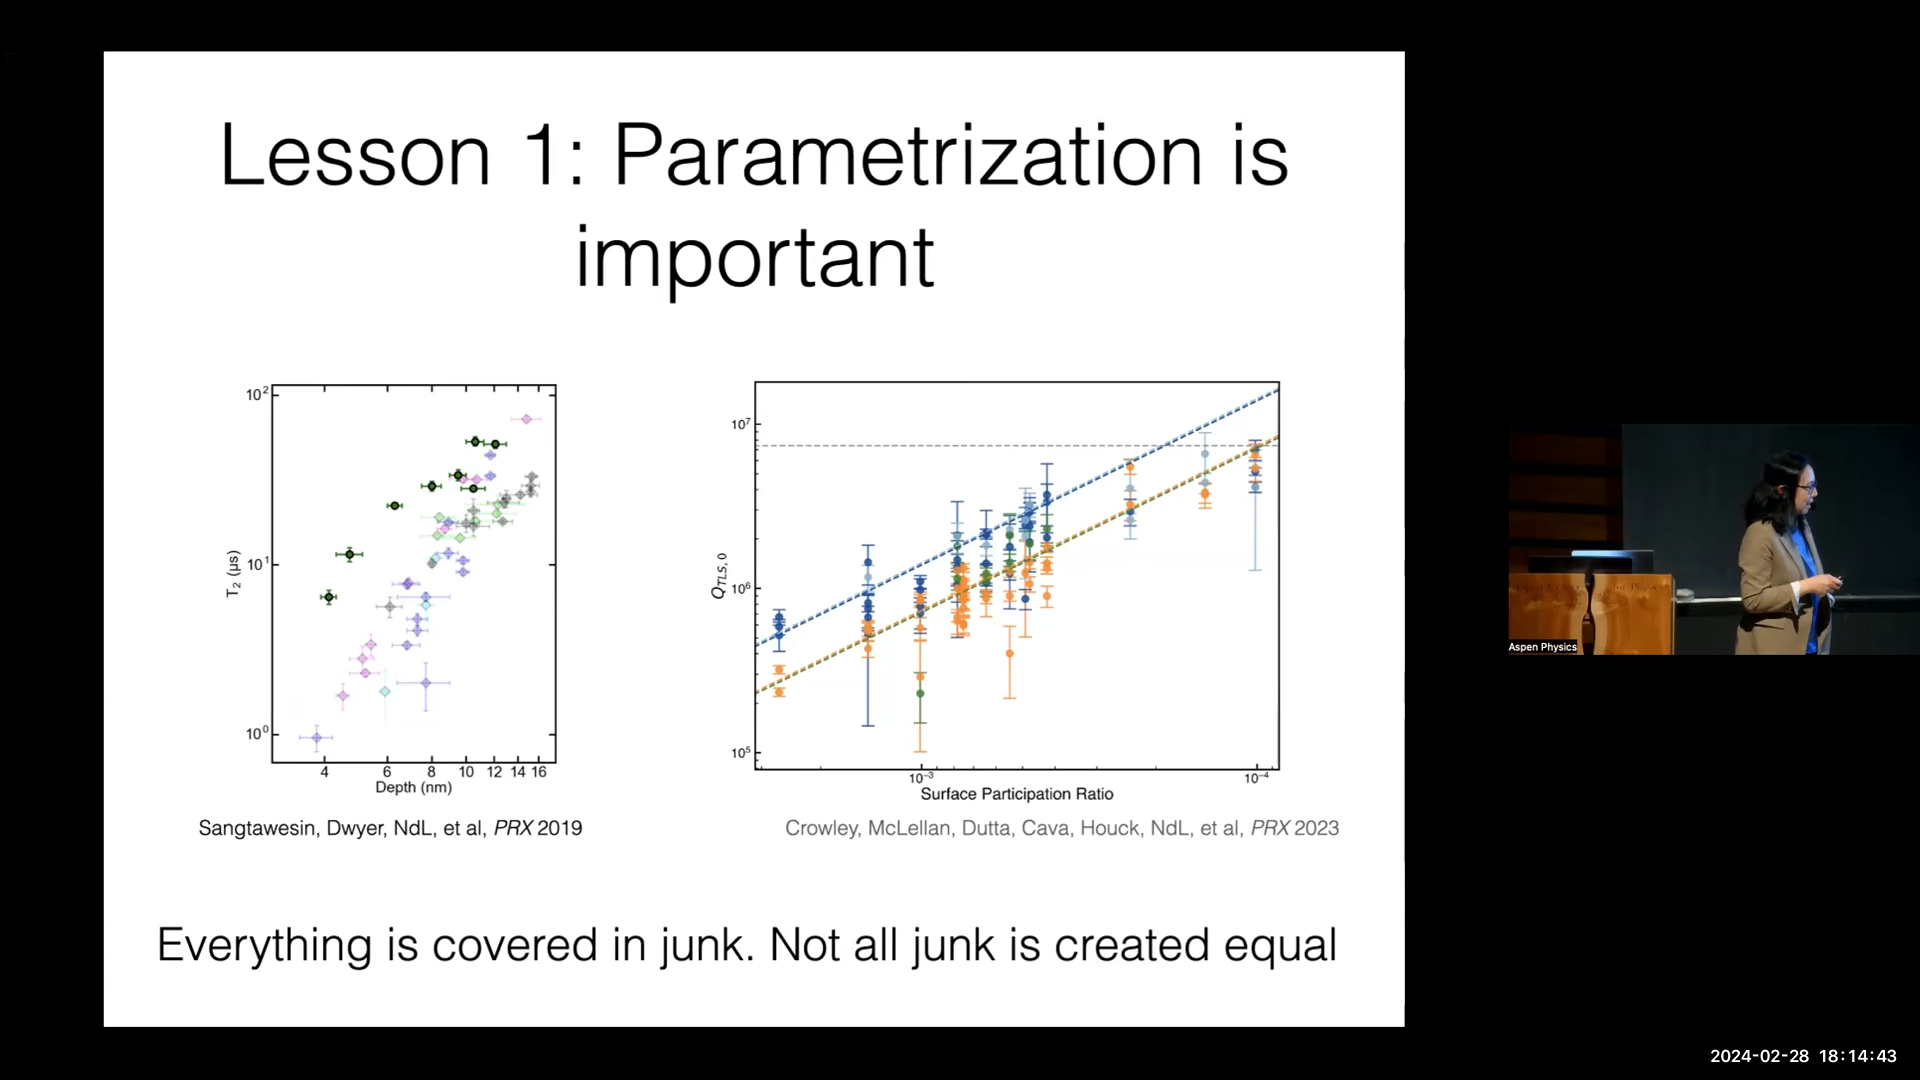 Lesson 1: Parametrization is
important
10²
10¹
10⁰
T₂ (μs)
4 6 8 10 12 14 16
Depth (nm)
Sangtawesin, Dwyer, NdL, et al, PRX 2019
10⁷
10⁶
10⁵
Q_TLS, 0
10⁻³ 10⁻⁴
Surface Participation Ratio
Crowley, McLellan, Dutta, Cava, Houck, NdL, et al, PRX 2023
Everything is covered in junk. Not all junk is created equal
Aspen Physics
2024-02-28 18:14:43